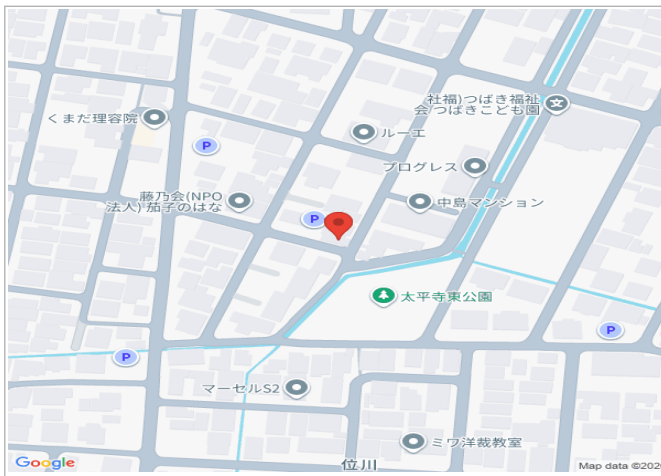 社福)つばき福祉
会 つばきこども園
くまだ理容院
ルーエ
P
プログレス
藤乃会(NPO
法人) 茄子のはな
中島マンション
P
太平寺東公園
P
P
マーセルS2
ミワ洋裁教室
位川
Google
Map data ©202